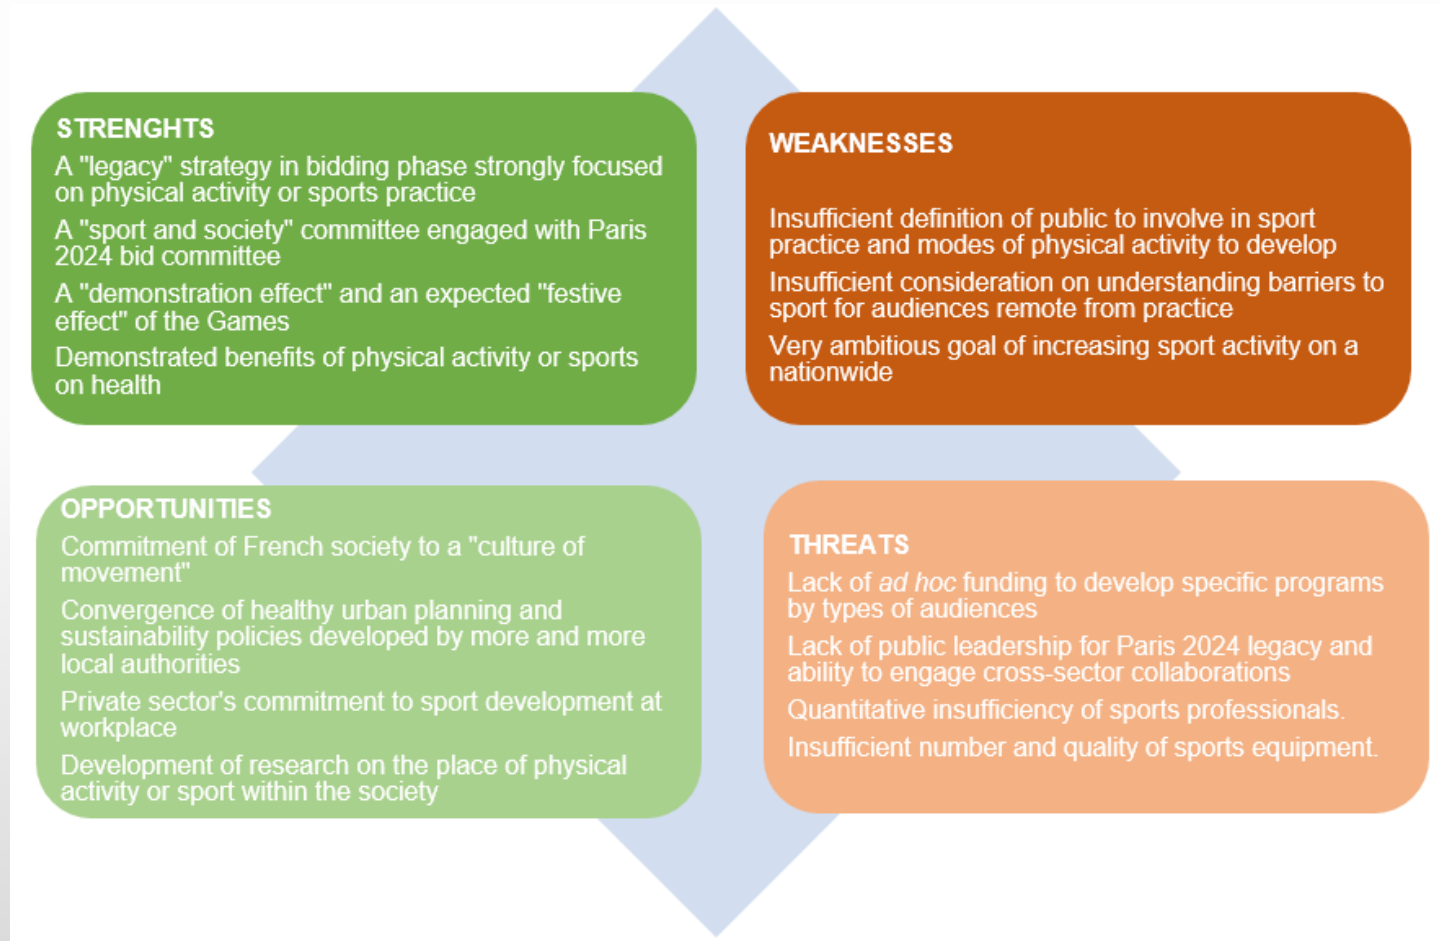 STRENGHTS
A "legacy" strategy in bidding phase strongly focused
on physical activity or sports practice
A "sport and society" committee engaged with Paris
2024 bid committee
A "demonstration effect" and an expected "festive
effect" of the Games
Demonstrated benefits of physical activity or sports
on health
WEAKNESSES
Insufficient definition of public to involve in sport
practice and modes of physical activity to develop
Insufficient consideration on understanding barriers to
sport for audiences remote from practice
Very ambitious goal of increasing sport activity on a
nationwide
OPPORTUNITIES
Commitment of French society to a "culture of
movement"
Convergence of healthy urban planning and
sustainability policies developed by more and more
local authorities
Private sector's commitment to sport development at
workplace
Development of research on the place of physical
activity or sport within the society
THREATS
Lack of ad hoc funding to develop specific programs
by types of audiences
Lack of public leadership for Paris 2024 legacy and
ability to engage cross-sector collaborations
Quantitative insufficiency of sports professionals.
Insufficient number and quality of sports equipment.